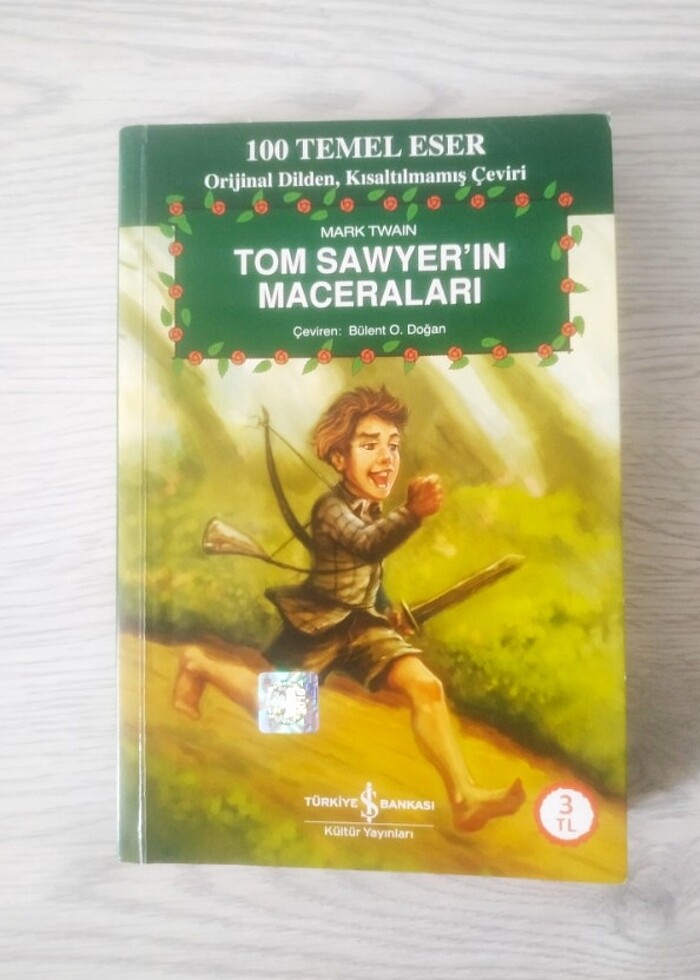 100 TEMEL ESER
Orijinal Dilden, Kısaltılmamış Çeviri
MARK TWAIN
TOM SAWYER'IN
MACERALARI
Çeviren: Bülent O. Doğan
TÜRKİYE İŞ BANKASI
Kültür Yayınları
3
TL